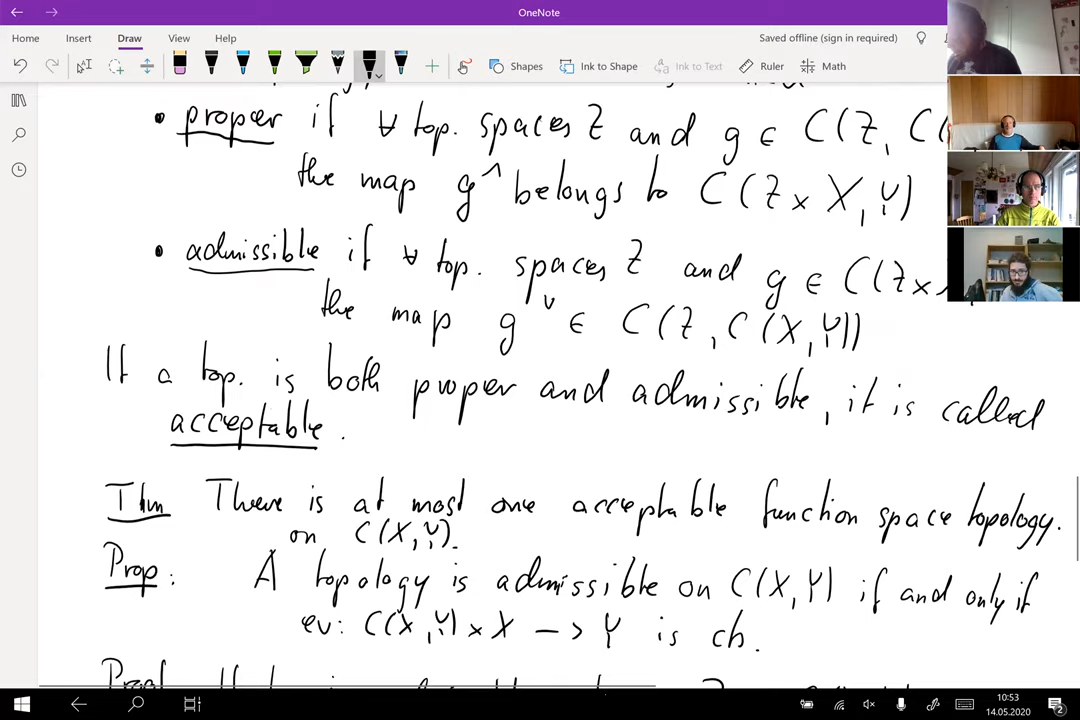 OneNote
Home Insert Draw View Help
Saved offline (sign in required)
Shapes Ink to Shape Ink to Text Ruler Math
• proper if ∀ top. spaces Z and g ∈ C(Z, C(
the map g^ belongs to C(Z × X, Y)
• admissible if ∀ top. spaces Z and g ∈ C(Z ×
the map g^∨ ∈ C(Z, C(X, Y))
If a top. is both proper and admissible, it is called
acceptable.
Thm There is at most one acceptable function space topology.
on C(X, Y).
Prop: A topology is admissible on C(X, Y) if and only if
ev: C(X, Y) × X -> Y is cts.
Proof
10:53
14.05.2020
2